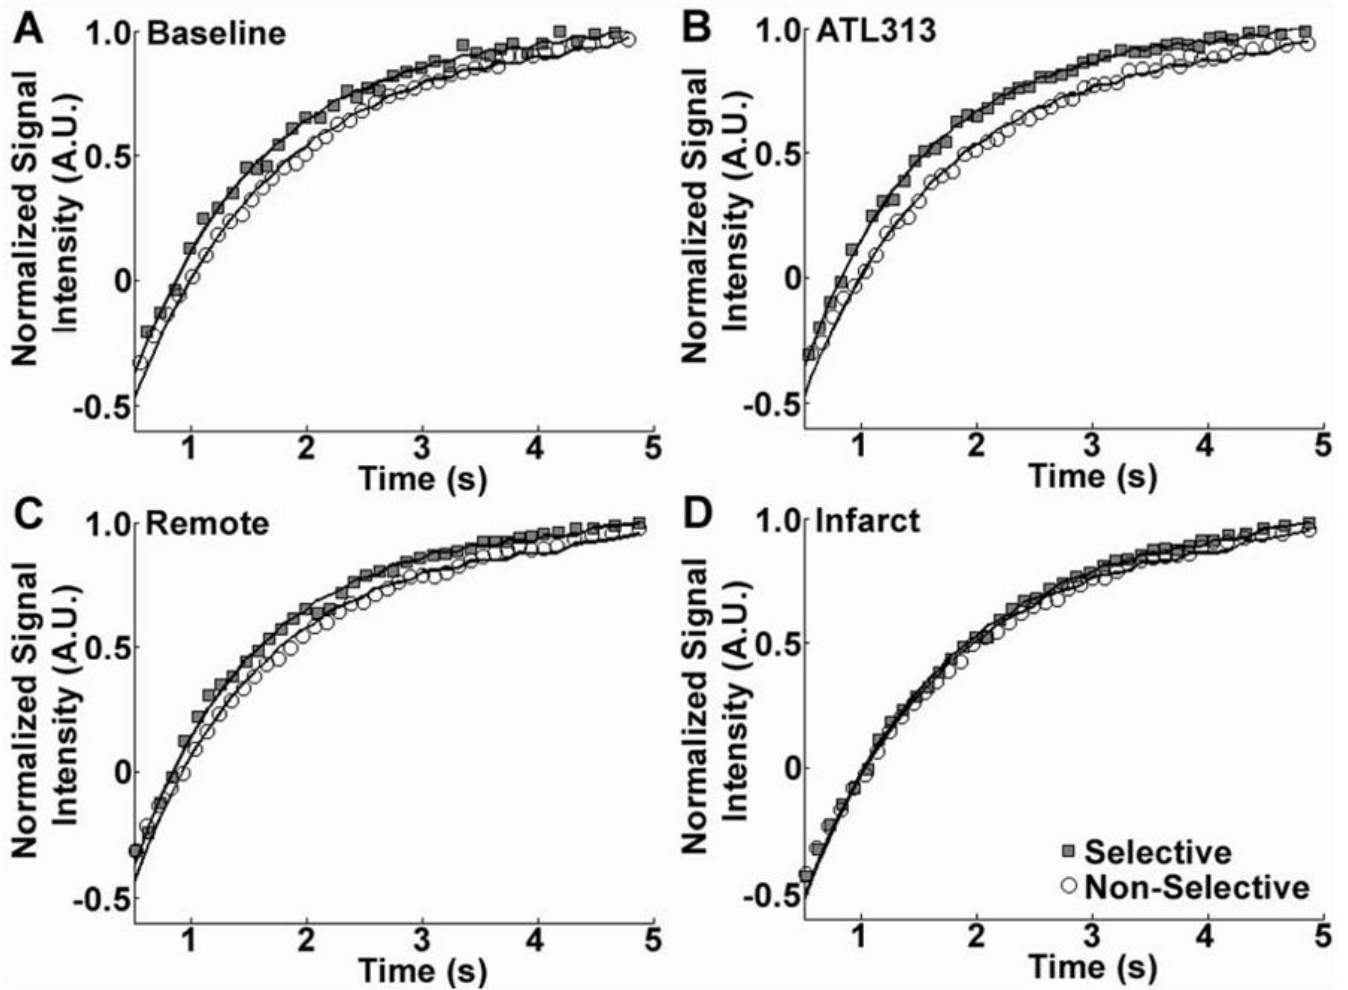 A Baseline
1.0
0.5
0
-0.5
Normalized Signal
Intensity (A.U.)
1 2 3 4 5
Time (s)
B ATL313
1.0
0.5
0
-0.5
Normalized Signal
Intensity (A.U.)
1 2 3 4 5
Time (s)
C Remote
1.0
0.5
0
-0.5
Normalized Signal
Intensity (A.U.)
1 2 3 4 5
Time (s)
D Infarct
1.0
0.5
0
-0.5
Normalized Signal
Intensity (A.U.)
Selective
Non-Selective
1 2 3 4 5
Time (s)